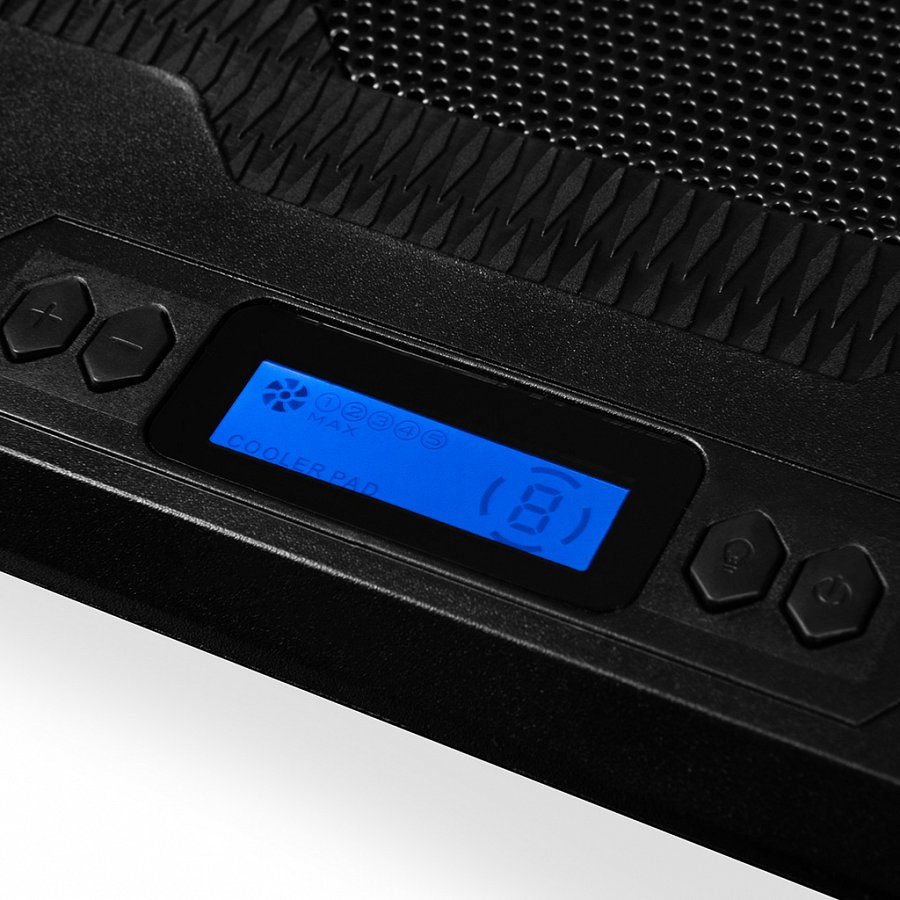 ①②③④⑤
MAX
COOLER PAD
8